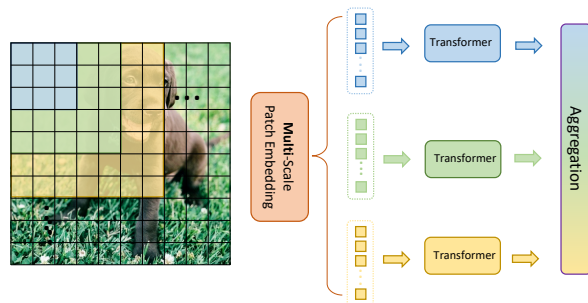 Multi-Scale
Patch Embedding
Transformer
Transformer
Transformer
Aggregation